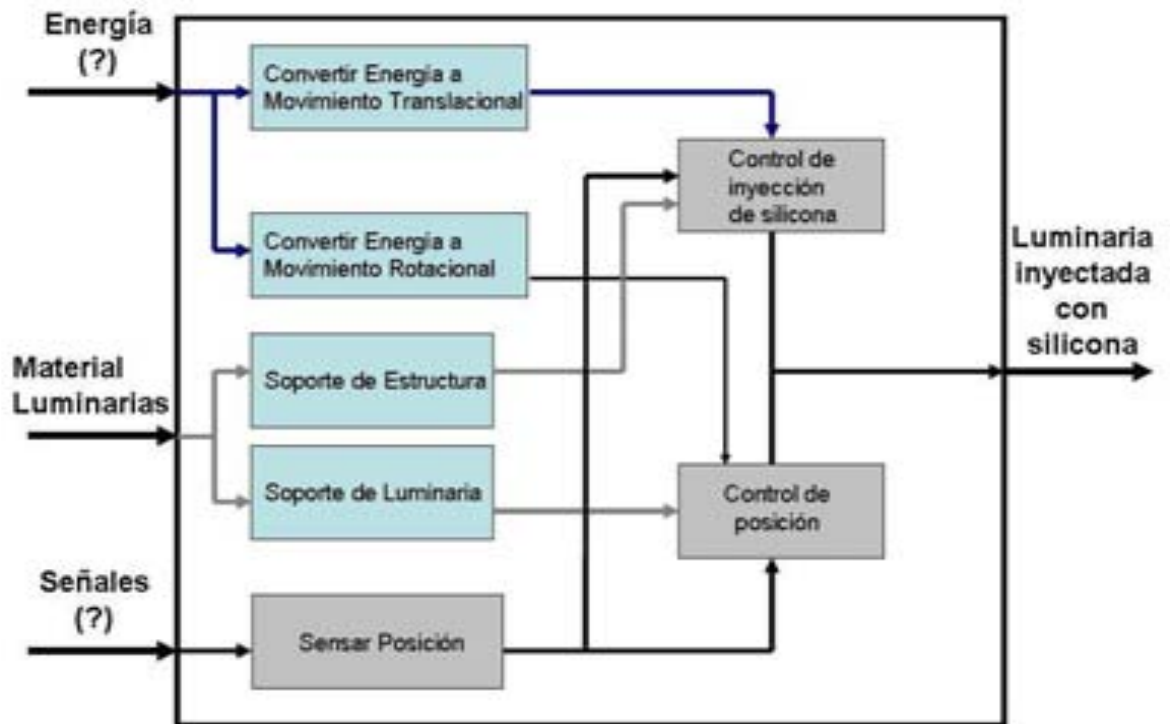 Energía
(?)
Convertir Energía a
Movimiento Translacional
Control de
inyección
de silicona
Convertir Energía a
Movimiento Rotacional
Luminaria
inyectada
con
silicona
Material
Luminarias
Soporte de Estructura
Soporte de Luminaria
Control de
posición
Señales
(?)
Sensar Posición